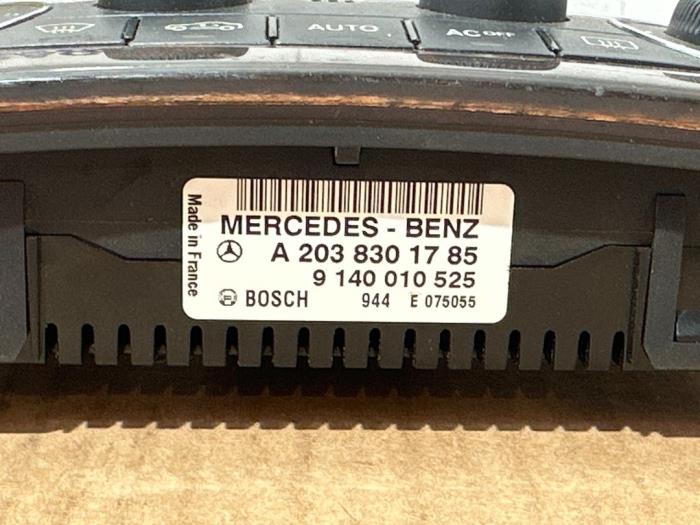 AUTO
AC OFF
Made in France
MERCEDES - BENZ
A 203 830 17 85
9 140 010 525
BOSCH 944 E 075055